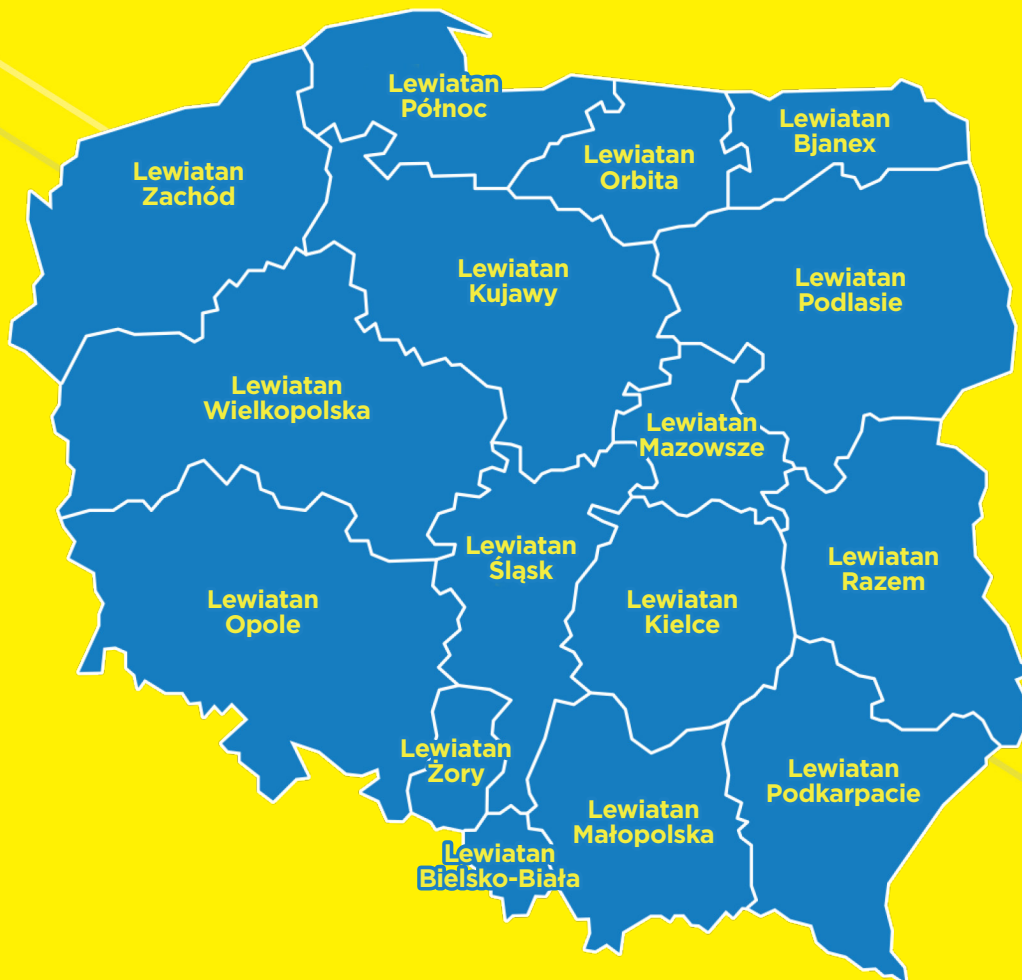 Lewiatan
Północ
Lewiatan
Bjanex
Lewiatan
Orbita
Lewiatan
Zachód
Lewiatan
Kujawy
Lewiatan
Podlasie
Lewiatan
Wielkopolska
Lewiatan
Mazowsze
Lewiatan
Śląsk
Lewiatan
Razem
Lewiatan
Opole
Lewiatan
Kielce
Lewiatan
Żory
Lewiatan
Podkarpacie
Lewiatan
Małopolska
Lewiatan
Bielsko-Biała